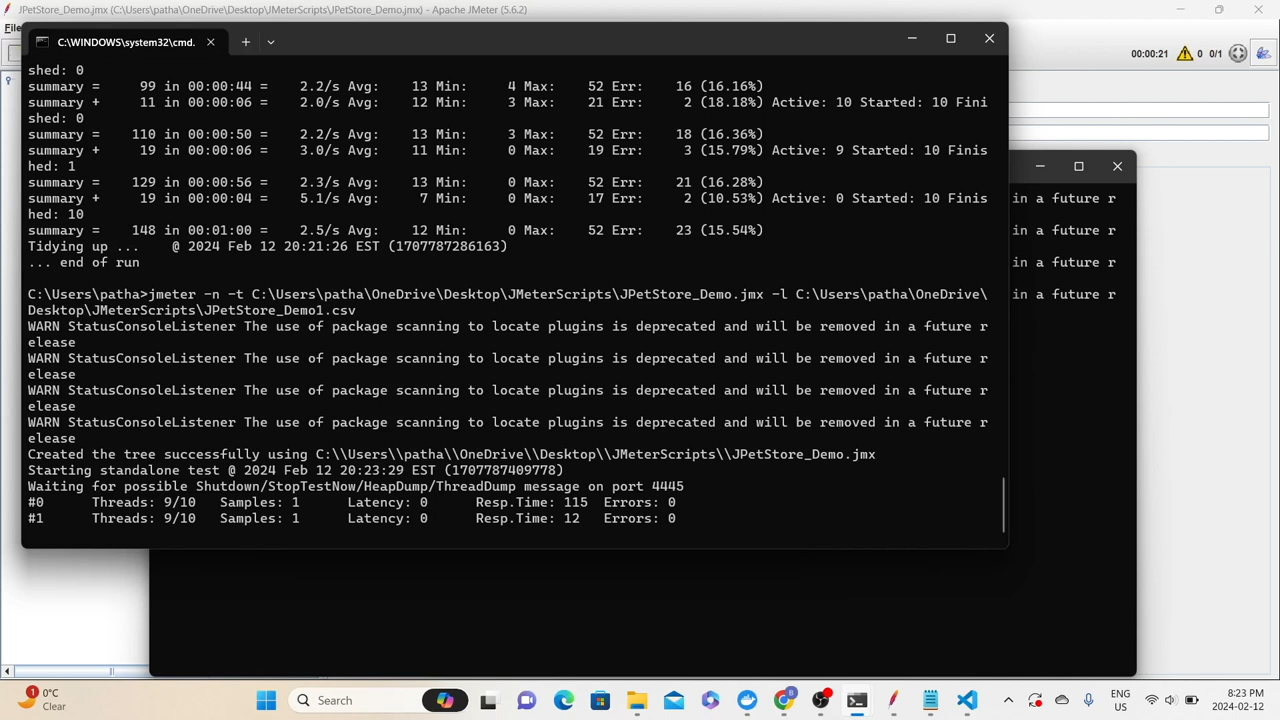 JPetStore_Demo.jmx (C:\Users\patha\OneDrive\Desktop\JMeterScripts\JPetStore_Demo.jmx) - Apache JMeter (5.6.2)
File
C:\WINDOWS\system32\cmd.
00:00:21 0 0/1
shed: 0
summary = 99 in 00:00:44 = 2.2/s Avg: 13 Min: 4 Max: 52 Err: 16 (16.16%)
summary + 11 in 00:00:06 = 2.0/s Avg: 12 Min: 3 Max: 21 Err: 2 (18.18%) Active: 10 Started: 10 Fini
shed: 0
summary = 110 in 00:00:50 = 2.2/s Avg: 13 Min: 3 Max: 52 Err: 18 (16.36%)
summary + 19 in 00:00:06 = 3.0/s Avg: 11 Min: 0 Max: 19 Err: 3 (15.79%) Active: 9 Started: 10 Finis
hed: 1
summary = 129 in 00:00:56 = 2.3/s Avg: 13 Min: 0 Max: 52 Err: 21 (16.28%)
summary + 19 in 00:00:04 = 5.1/s Avg: 7 Min: 0 Max: 17 Err: 2 (10.53%) Active: 0 Started: 10 Finis
hed: 10
summary = 148 in 00:01:00 = 2.5/s Avg: 12 Min: 0 Max: 52 Err: 23 (15.54%)
Tidying up ... @ 2024 Feb 12 20:21:26 EST (1707787286163)
... end of run
C:\Users\patha>jmeter -n -t C:\Users\patha\OneDrive\Desktop\JMeterScripts\JPetStore_Demo.jmx -l C:\Users\patha\OneDrive\
Desktop\JMeterScripts\JPetStore_Demo1.csv
WARN StatusConsoleListener The use of package scanning to locate plugins is deprecated and will be removed in a future r
elease
WARN StatusConsoleListener The use of package scanning to locate plugins is deprecated and will be removed in a future r
elease
WARN StatusConsoleListener The use of package scanning to locate plugins is deprecated and will be removed in a future r
elease
WARN StatusConsoleListener The use of package scanning to locate plugins is deprecated and will be removed in a future r
elease
Created the tree successfully using C:\\Users\\patha\\OneDrive\\Desktop\\JMeterScripts\\JPetStore_Demo.jmx
Starting standalone test @ 2024 Feb 12 20:23:29 EST (1707787409778)
Waiting for possible Shutdown/StopTestNow/HeapDump/ThreadDump message on port 4445
#0 Threads: 9/10 Samples: 1 Latency: 0 Resp.Time: 115 Errors: 0
#1 Threads: 9/10 Samples: 1 Latency: 0 Resp.Time: 12 Errors: 0
in a future r
in a future r
in a future r
in a future r
1
0°C
Clear
Search
ENG
US
8:23 PM
2024-02-12